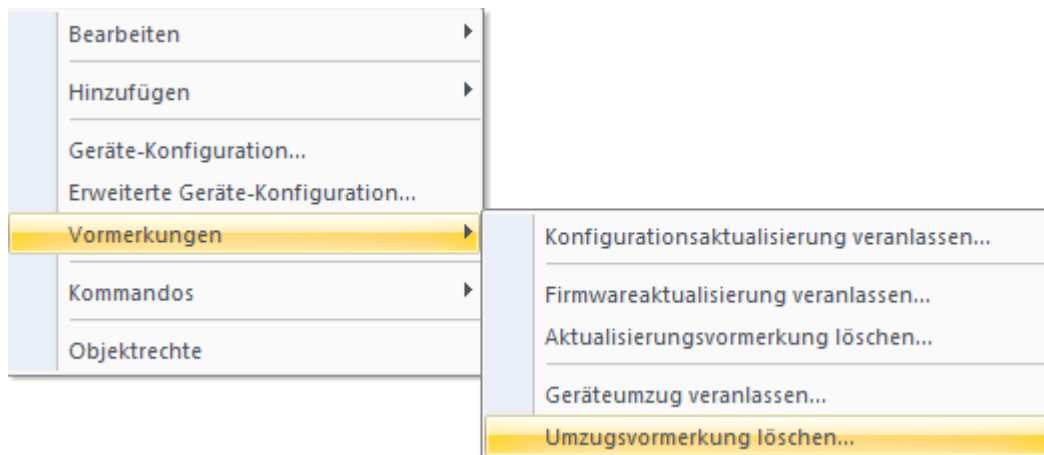 Bearbeiten
Hinzufügen
Geräte-Konfiguration...
Erweiterte Geräte-Konfiguration...
Vormerkungen
Kommandos
Objektrechte
Konfigurationsaktualisierung veranlassen...
Firmwareaktualisierung veranlassen...
Aktualisierungsvormerkung löschen...
Geräteumzug veranlassen...
Umzugsvormerkung löschen...